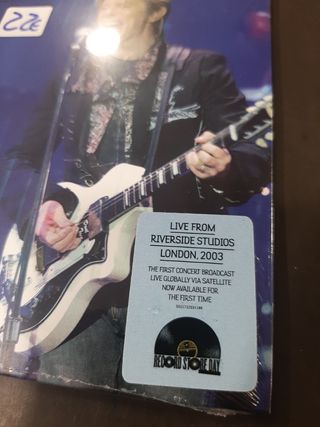 22€
LIVE FROM
RIVERSIDE STUDIOS
LONDON, 2003
THE FIRST CONCERT BROADCAST
LIVE GLOBALLY VIA SATELLITE
NOW AVAILABLE FOR
THE FIRST TIME
RECORD STORE DAY